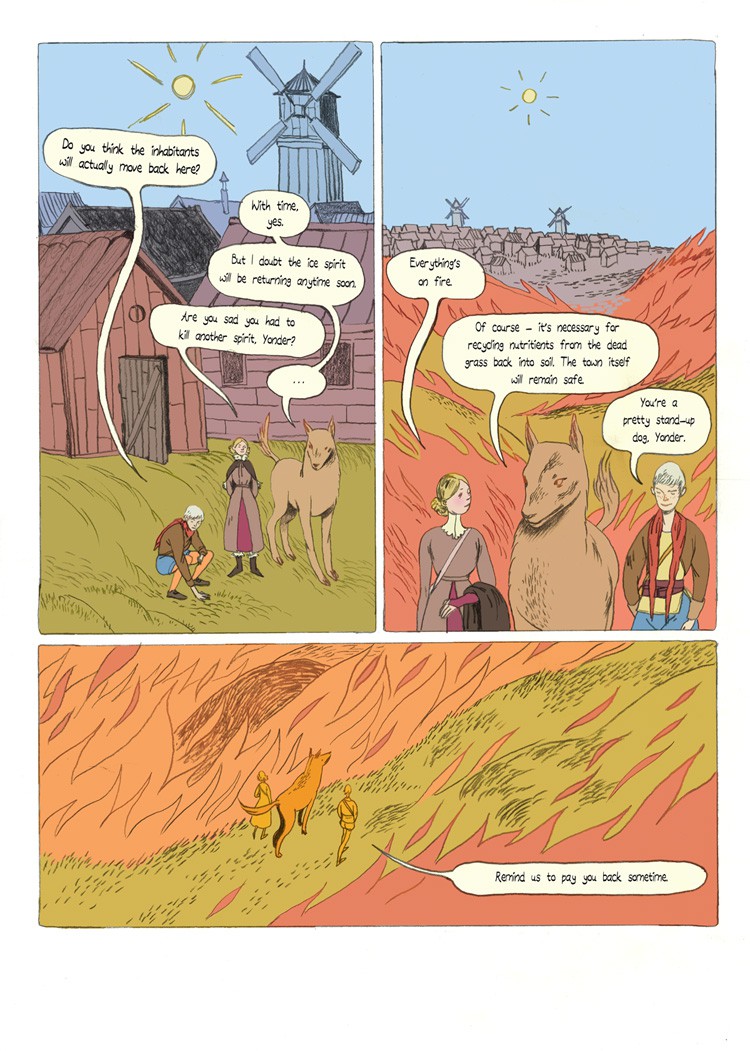 Do you think the inhabitants
will actually move back here?
With time,
yes.
But I doubt the ice spirit
will be returning anytime soon.
Are you sad you had to
kill another spirit, Yonder?
...
Everything's
on fire.
Of course – it's necessary for
recycling nutritients from the dead
grass back into soil. The town itself
will remain safe.
You're a
pretty stand-up
dog, Yonder.
Remind us to pay you back sometime.